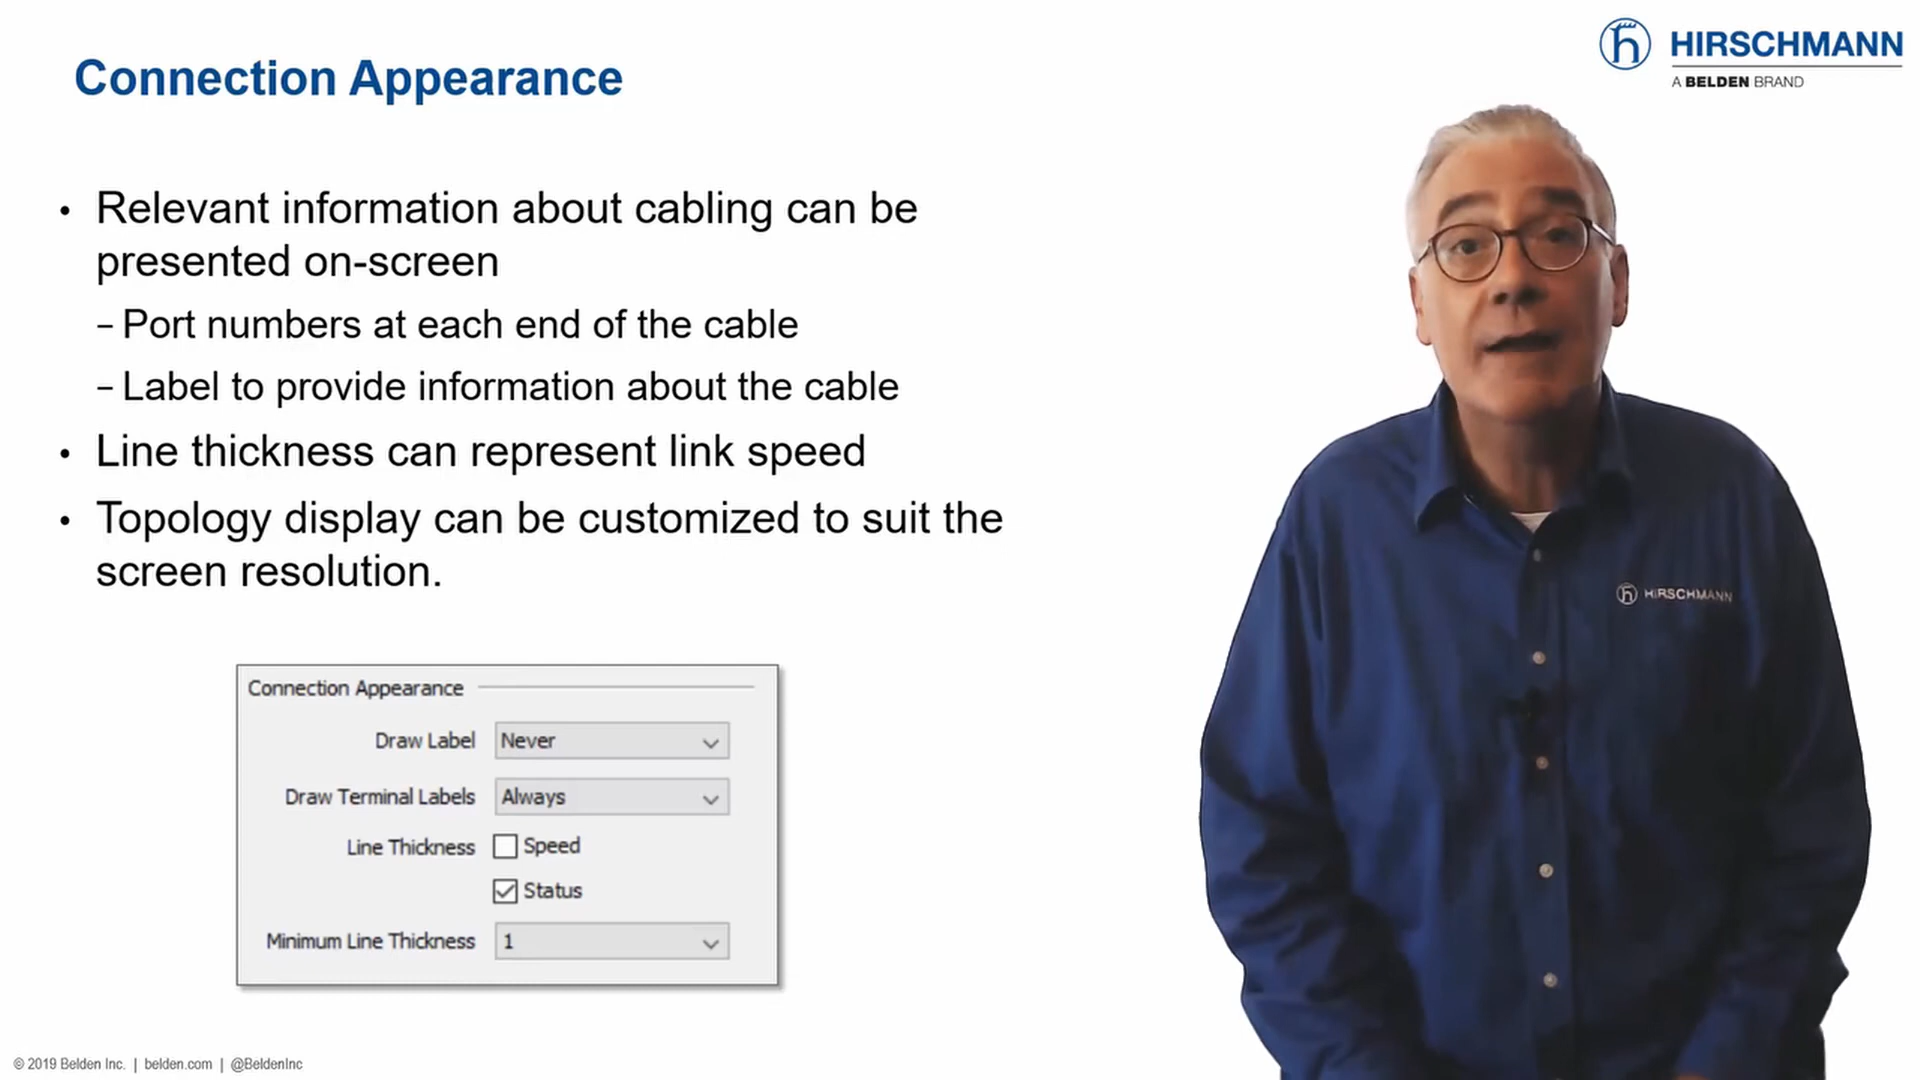 Connection Appearance
HIRSCHMANN
A BELDEN BRAND
• Relevant information about cabling can be
presented on-screen
– Port numbers at each end of the cable
– Label to provide information about the cable
• Line thickness can represent link speed
• Topology display can be customized to suit the
screen resolution.
HIRSCHMANN
Connection Appearance
Draw Label Never
Draw Terminal Labels Always
Line Thickness Speed
Status
Minimum Line Thickness 1
© 2019 Belden Inc. | belden.com | @BeldenInc